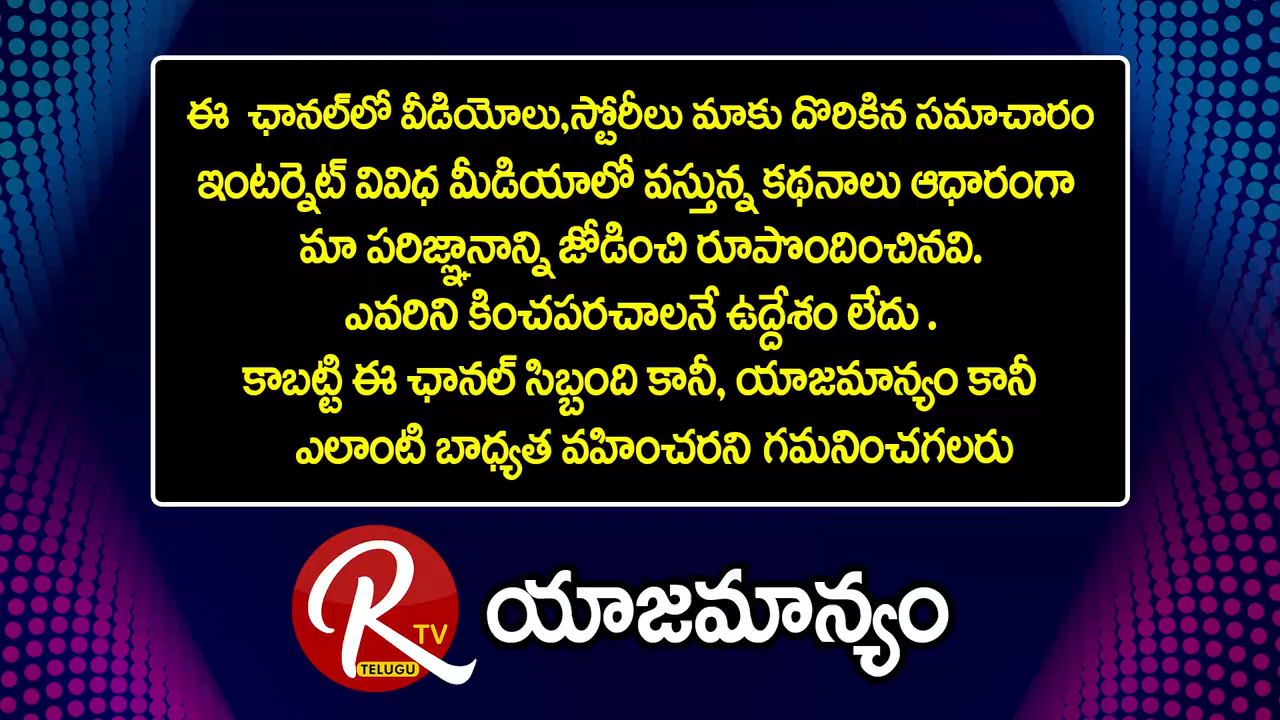 ఈ ఛానల్‌లో వీడియోలు,స్టోరీలు మాకు దొరికిన సమాచారం
ఇంటర్నెట్ వివిధ మీడియాలో వస్తున్న కథనాలు ఆధారంగా
మా పరిజ్ఞానాన్ని జోడించి రూపొందించినవి.
ఎవరిని కించపరచాలనే ఉద్దేశం లేదు .
కాబట్టి ఈ ఛానల్ సిబ్బంది కానీ, యాజమాన్యం కానీ
ఎలాంటి బాధ్యత వహించరని గమనించగలరు
R TV
TELUGU
యాజమాన్యం